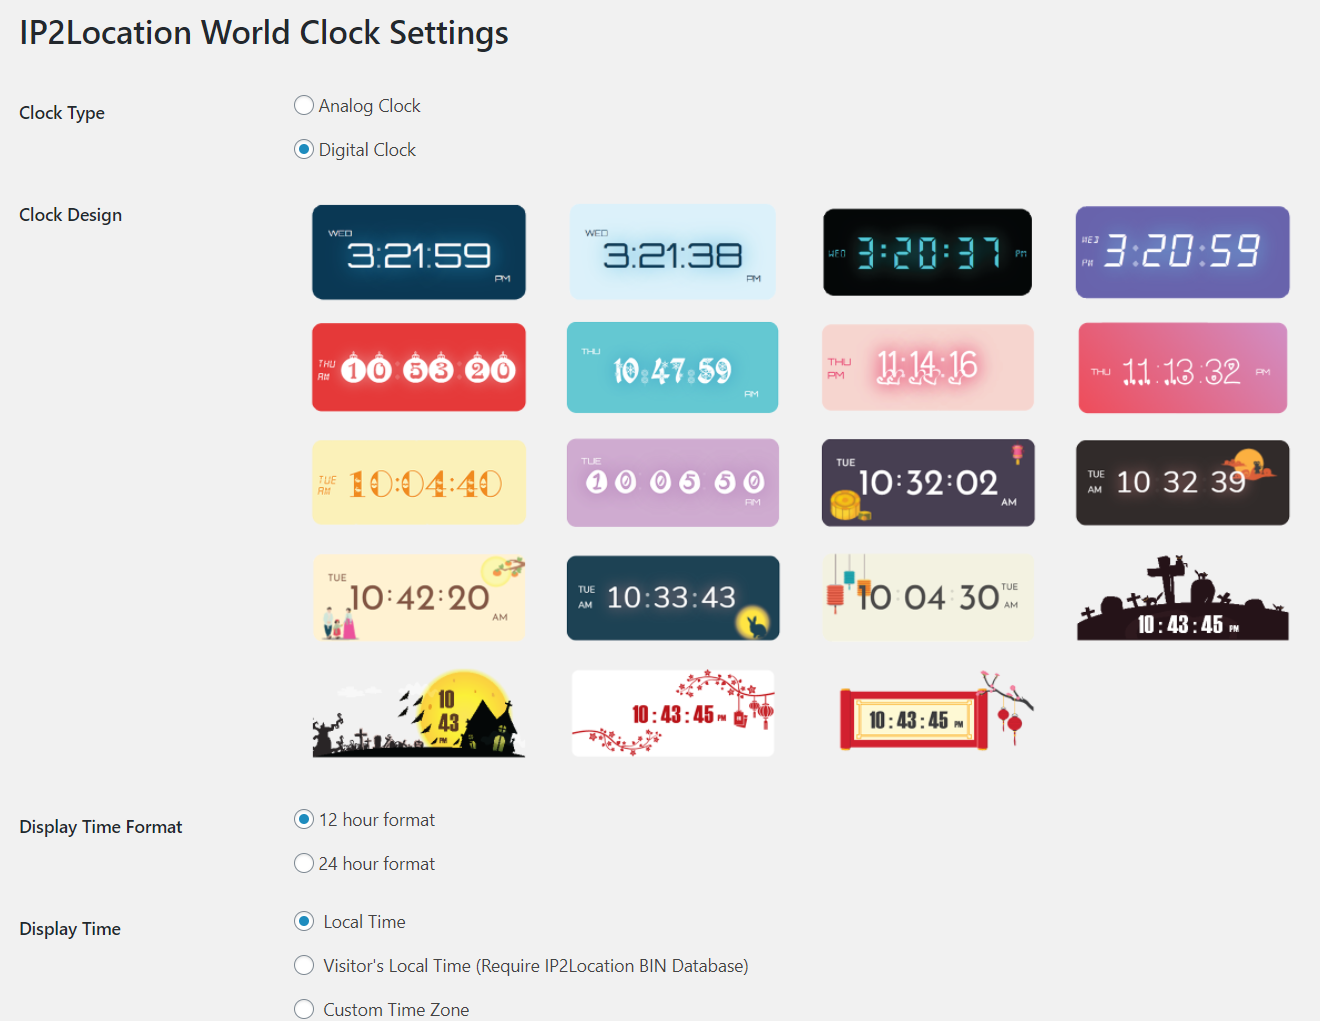 IP2Location World Clock Settings
Clock Type
Analog Clock
Digital Clock
Clock Design
WED
3:21:59
PM
WED
3:21:38
PM
WED 3:20:37 PM
WED
PM
3:20:59
THU
AM
10:53:20
THU
10:47:59
AM
THU
PM
11:14:16
THU 11:13:32 PM
TUE
AM
10:04:40
TUE
10 05 50
AM
TUE
10:32:02
AM
TUE
AM
10 32 39
TUE
10:42:20
AM
TUE
AM
10:33:43
10:04:30
TUE
AM
10:43:45 PM
10
43
PM
10:43:45 PM
10:43:45 PM
Display Time Format
12 hour format
24 hour format
Display Time
Local Time
Visitor's Local Time (Require IP2Location BIN Database)
Custom Time Zone